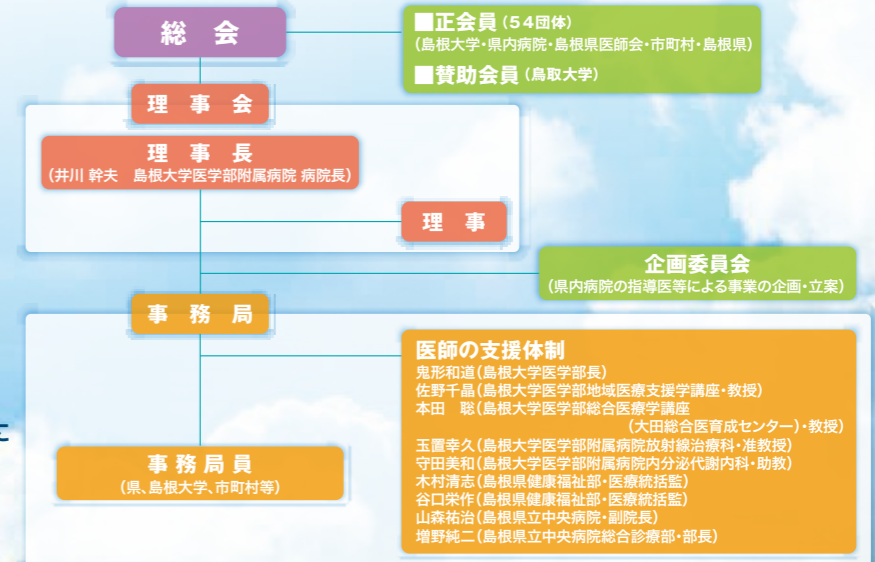 総 会
■正会員(54団体)
(島根大学・県内病院・島根県医師会・市町村・島根県)
■賛助会員(鳥取大学)
理 事 会
理 事 長
(井川 幹夫 島根大学医学部附属病院 病院長)
理 事
企画委員会
(県内病院の指導医等による事業の企画・立案)
事 務 局
医師の支援体制
鬼形和道(島根大学医学部長)
佐野千晶(島根大学医学部地域医療支援学講座・教授)
本田 聡(島根大学医学部総合医療学講座
(大田総合医育成センター)・教授)
玉置幸久(島根大学医学部附属病院放射線治療科・准教授)
守田美和(島根大学医学部附属病院内分泌代謝内科・助教)
木村清志(島根県健康福祉部・医療統括監)
谷口栄作(島根県健康福祉部・医療統括監)
山森祐治(島根県立中央病院・副院長)
増野純二(島根県立中央病院総合診療部・部長)
事 務 局 員
(県、島根大学、市町村等)